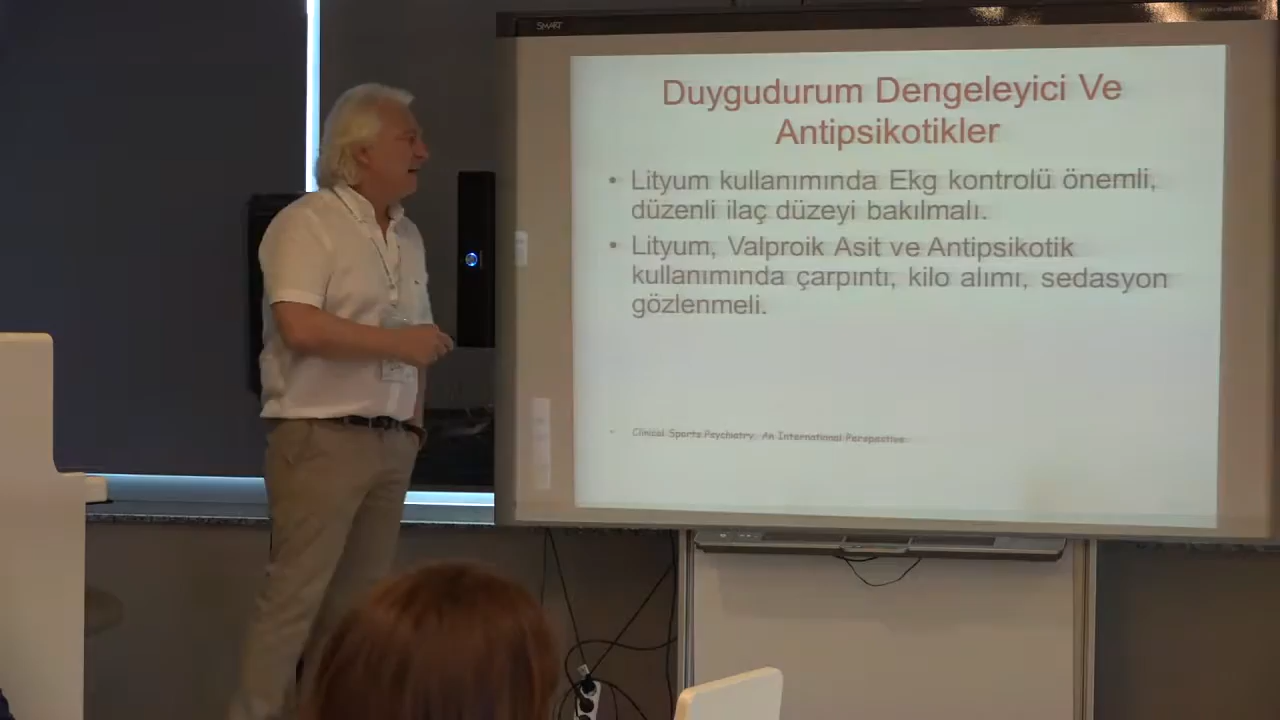 SMART
Duygudurum Dengeleyici Ve
Antipsikotikler
• Lityum kullanımında Ekg kontrolü önemli,
düzenli ilaç düzeyi bakılmalı.
• Lityum, Valproik Asit ve Antipsikotik
kullanımında çarpıntı, kilo alımı, sedasyon
gözlenmeli.
Clinical Sports Psychiatry: An International Perspective